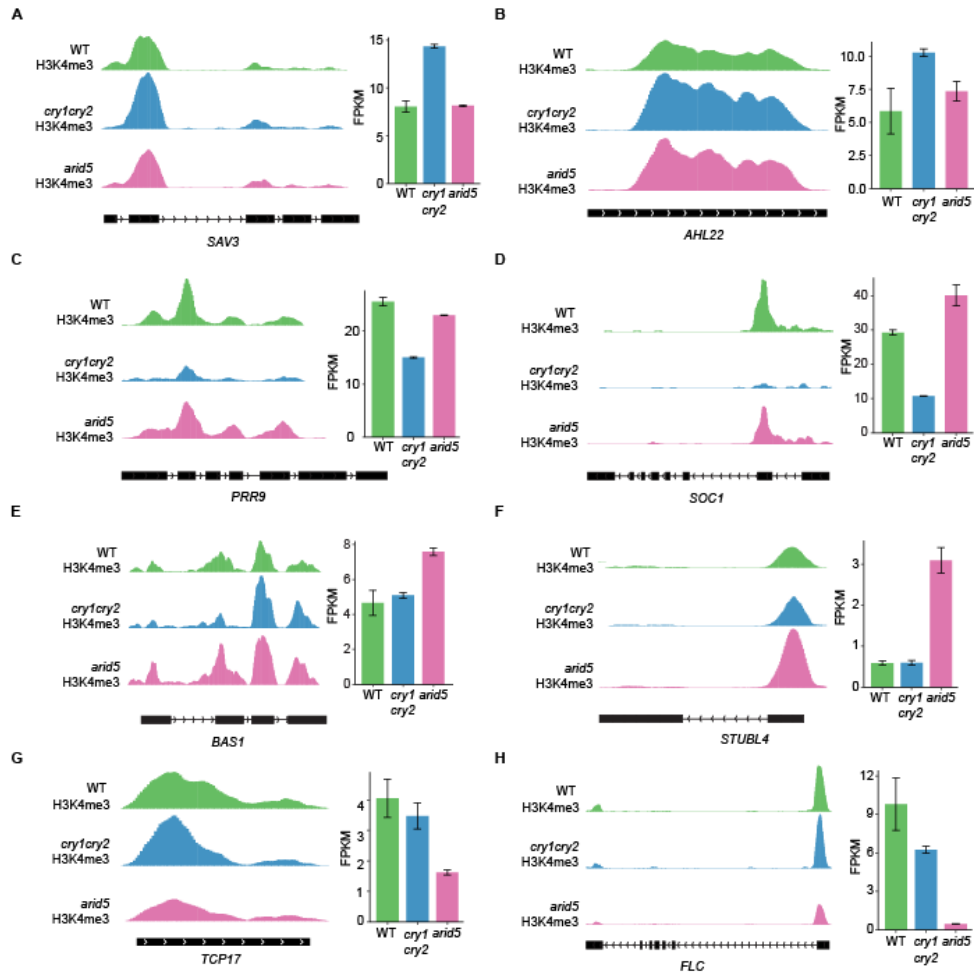 A
WT
H3K4me3
cry1cry2
H3K4me3
arid5
H3K4me3
SAV3
FPKM
15
10
5
0
WT cry1 arid5
cry2
B
WT
H3K4me3
cry1cry2
H3K4me3
arid5
H3K4me3
AHL22
FPKM
10.0
7.5
5.0
2.5
0.0
WT cry1 arid5
cry2
C
WT
H3K4me3
cry1cry2
H3K4me3
arid5
H3K4me3
PRR9
FPKM
20
10
0
WT cry1 arid5
cry2
D
WT
H3K4me3
cry1cry2
H3K4me3
arid5
H3K4me3
SOC1
FPKM
40
30
20
10
0
WT cry1 arid5
cry2
E
WT
H3K4me3
cry1cry2
H3K4me3
arid5
H3K4me3
BAS1
FPKM
8
6
4
2
0
WT cry1 arid5
cry2
F
WT
H3K4me3
cry1cry2
H3K4me3
arid5
H3K4me3
STUBL4
FPKM
3
2
1
0
WT cry1 arid5
cry2
G
WT
H3K4me3
cry1cry2
H3K4me3
arid5
H3K4me3
TCP17
FPKM
4
3
2
1
0
WT cry1 arid5
cry2
H
WT
H3K4me3
cry1cry2
H3K4me3
arid5
H3K4me3
FLC
FPKM
12
9
6
3
0
WT cry1 arid5
cry2